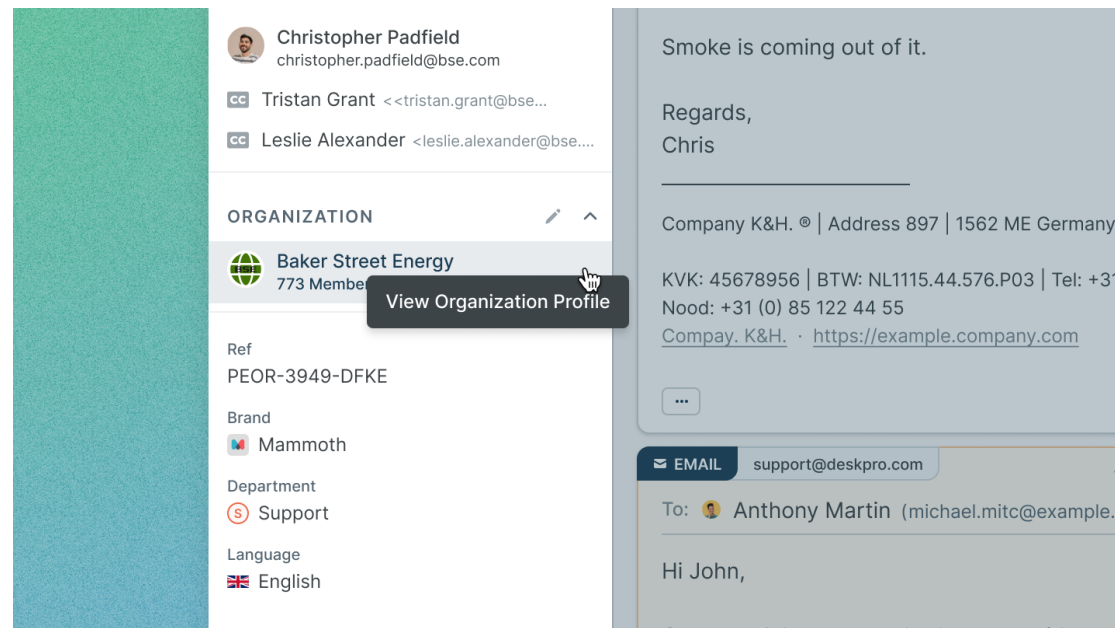 Christopher Padfield
christopher.padfield@bse.com
CC Tristan Grant <<tristan.grant@bse...
CC Leslie Alexander <leslie.alexander@bse....
ORGANIZATION
BSE
Baker Street Energy
773 Member
View Organization Profile
Ref
PEOR-3949-DFKE
Brand
Mammoth
Department
S Support
Language
English
Smoke is coming out of it.
Regards,
Chris
Company K&H. ® | Address 897 | 1562 ME Germany
KVK: 45678956 | BTW: NL1115.44.576.P03 | Tel: +31
Nood: +31 (0) 85 122 44 55
Compay. K&H. · https://example.company.com
...
EMAIL support@deskpro.com
To: Anthony Martin (michael.mitc@example.
Hi John,